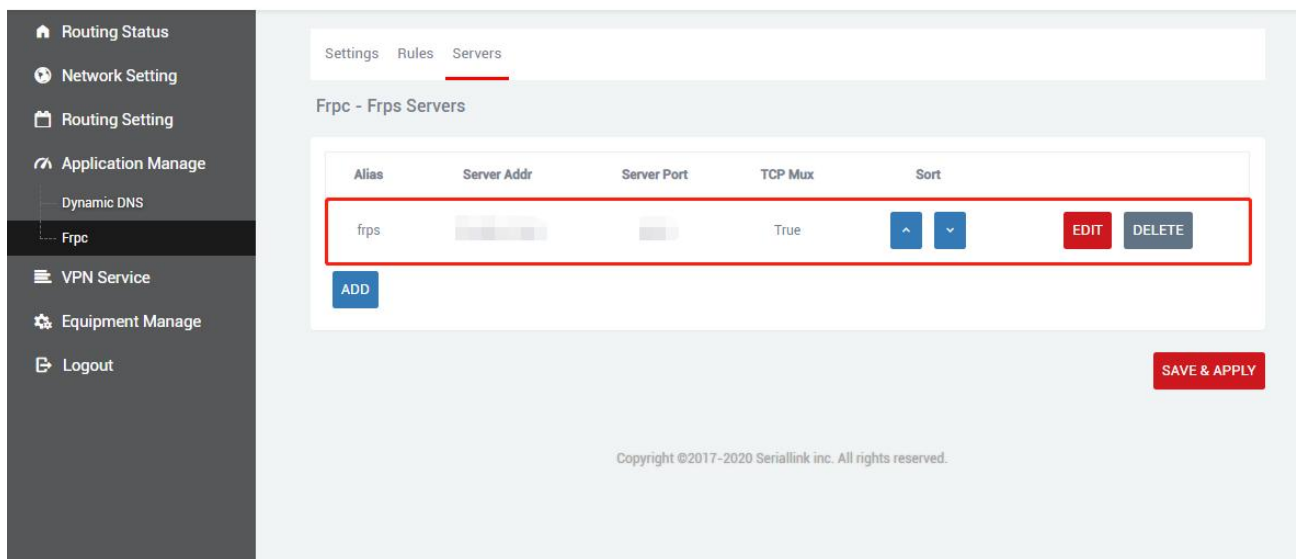 Routing Status
Network Setting
Routing Setting
Application Manage
Dynamic DNS
Frpc
VPN Service
Equipment Manage
Logout
Settings Rules Servers
Frpc - Frps Servers
Alias Server Addr Server Port TCP Mux Sort
frps True EDIT DELETE
ADD
SAVE & APPLY
Copyright ©2017-2020 Seriallink inc. All rights reserved.